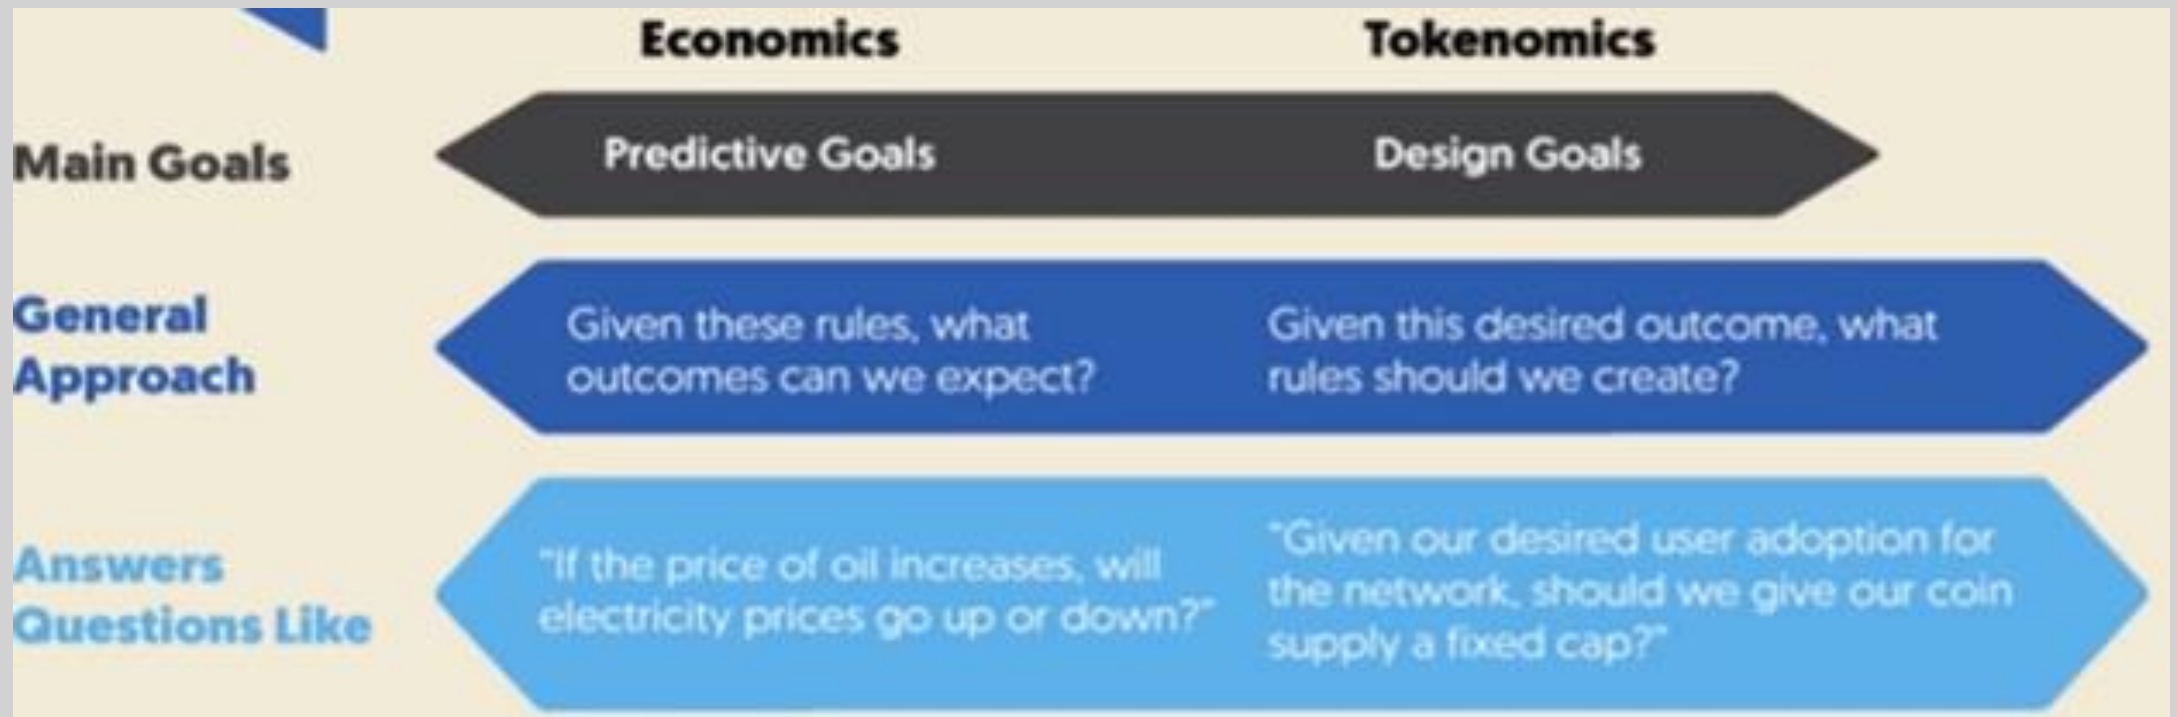 Economics Tokenomics
Main Goals
Predictive Goals Design Goals
General
Approach
Given these rules, what
outcomes can we expect?
Given this desired outcome, what
rules should we create?
Answers
Questions Like
"If the price of oil increases, will
electricity prices go up or down?"
"Given our desired user adoption for
the network, should we give our coin
supply a fixed cap?"